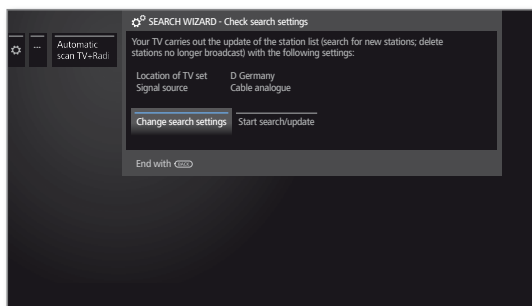 SEARCH WIZARD - Check search settings
...
Automatic
scan TV+Radi
Your TV carries out the update of the station list (search for new stations; delete
stations no longer broadcast) with the following settings:
Location of TV set D Germany
Signal source Cable analogue
Change search settings Start search/update
End with BACK